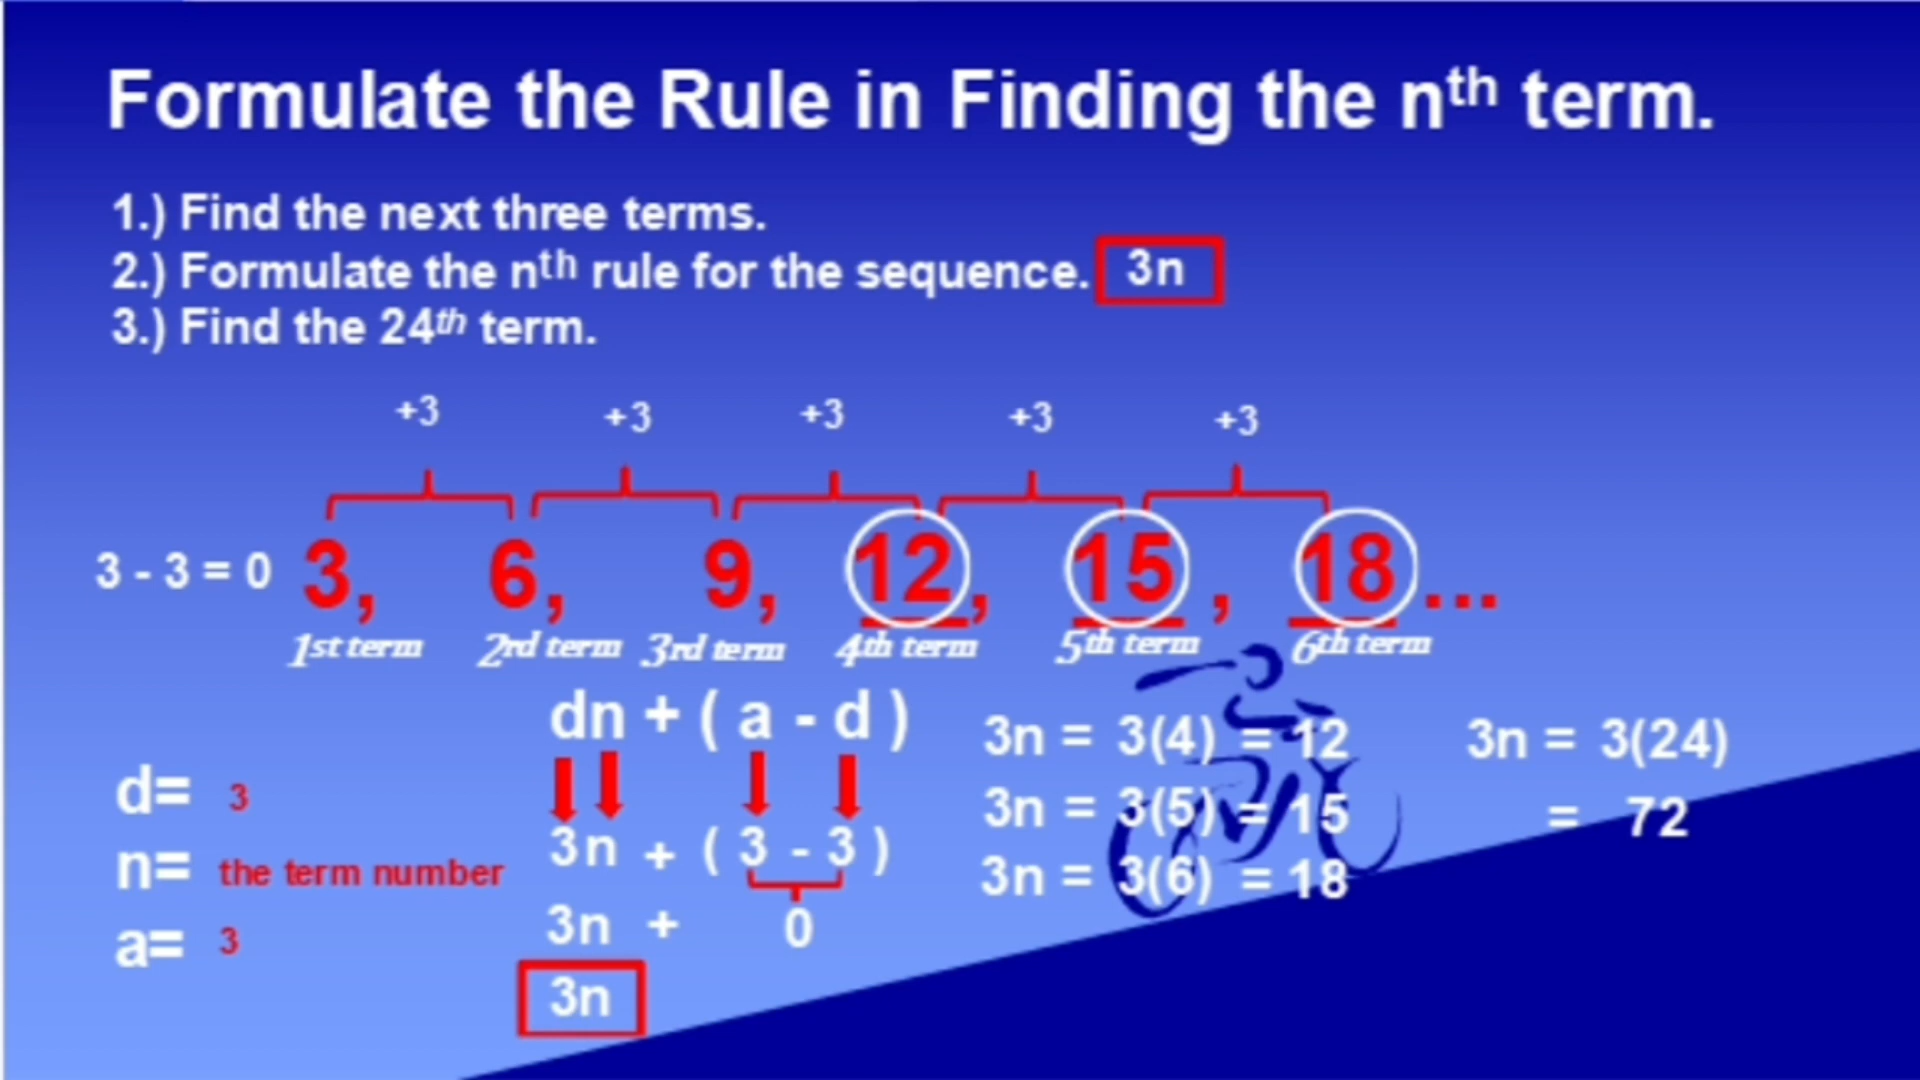 Formulate the Rule in Finding the nth term.
1.) Find the next three terms.
2.) Formulate the nth rule for the sequence. 3n
3.) Find the 24th term.
+3 +3 +3 +3 +3
3 - 3 = 0 3, 6, 9, 12, 15, 18...
1st term 2rd term 3rd term 4th term 5th term 6th term
dn + ( a - d )
3n = 3(4) = 12 3n = 3(24)
d= 3
3n = 3(5) = 15 = 72
n= the term number 3n + ( 3 - 3 )
3n = 3(6) = 18
a= 3 3n + 0
3n